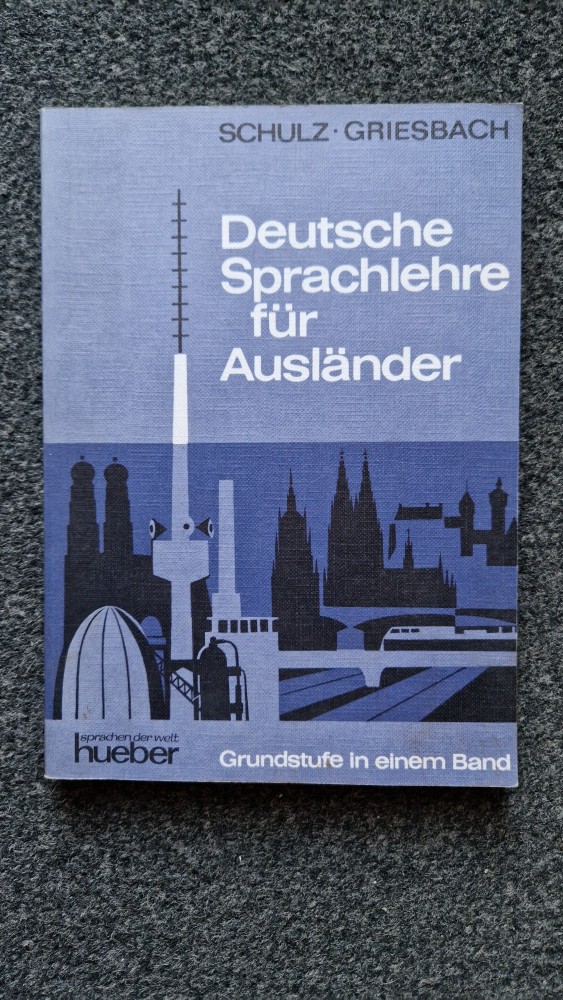 SCHULZ · GRIESBACH
Deutsche
Sprachlehre
für
Ausländer
sprachen der welt
hueber
Grundstufe in einem Band